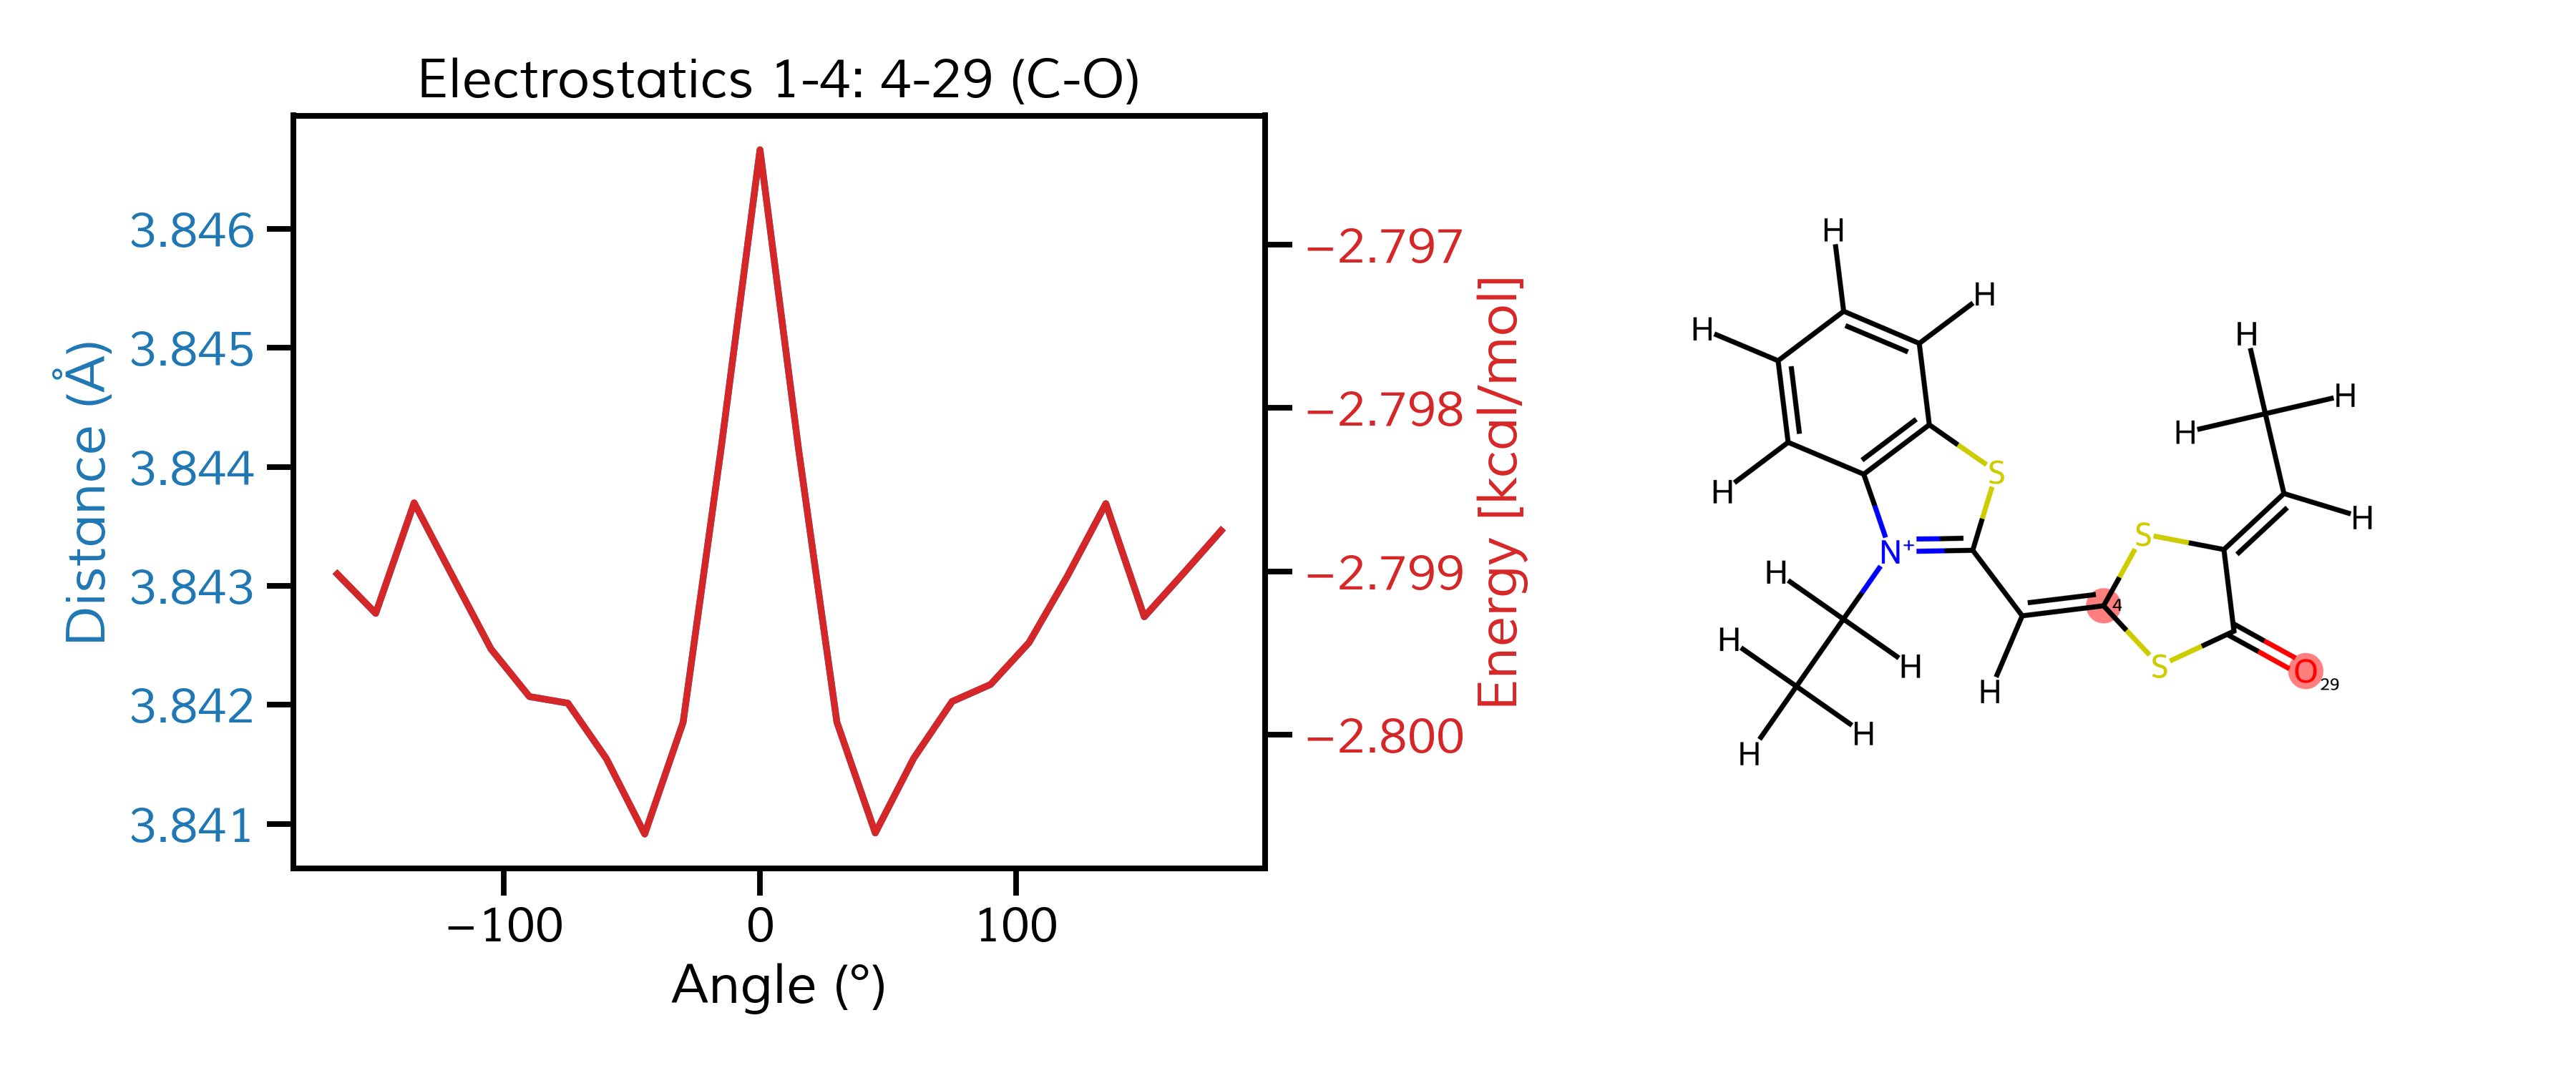 Electrostatics 1-4: 4-29 (C-O)
Distance (Å)
3.846
3.845
3.844
3.843
3.842
3.841
−2.797
−2.798
−2.799
−2.800
Energy [kcal/mol]
−100
0
100
Angle (°)
H
H
H
H
H
H
H
S
H
S
H
N+
H
4
H
H
S
O
29
H
H
H
H